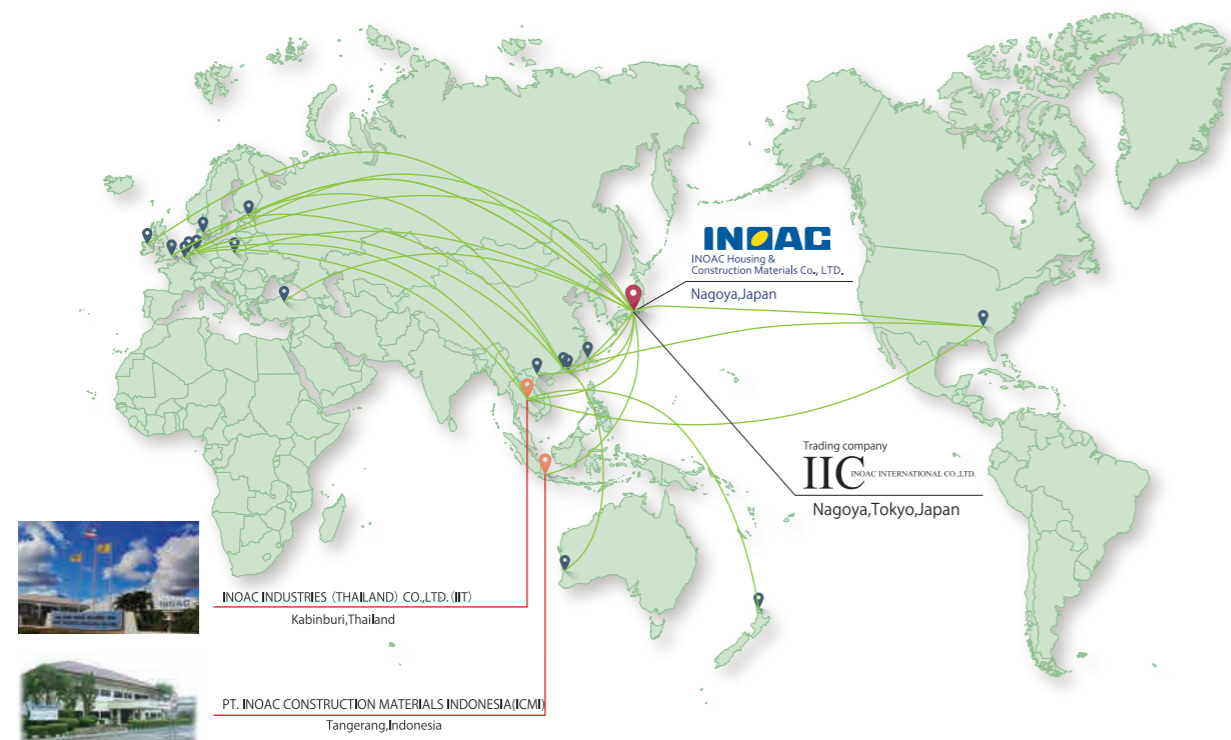 INOAC
INOAC Housing &
Construction Materials Co., LTD.
Nagoya,Japan
Trading company
IIC INOAC INTERNATIONAL CO.,LTD.
Nagoya,Tokyo,Japan
INOAC
INOAC INDUSTRIES (THAILAND) CO.,LTD.(IIT)
Kabinburi,Thailand
PT. INOAC CONSTRUCTION MATERIALS INDONESIA(ICMI)
Tangerang,Indonesia